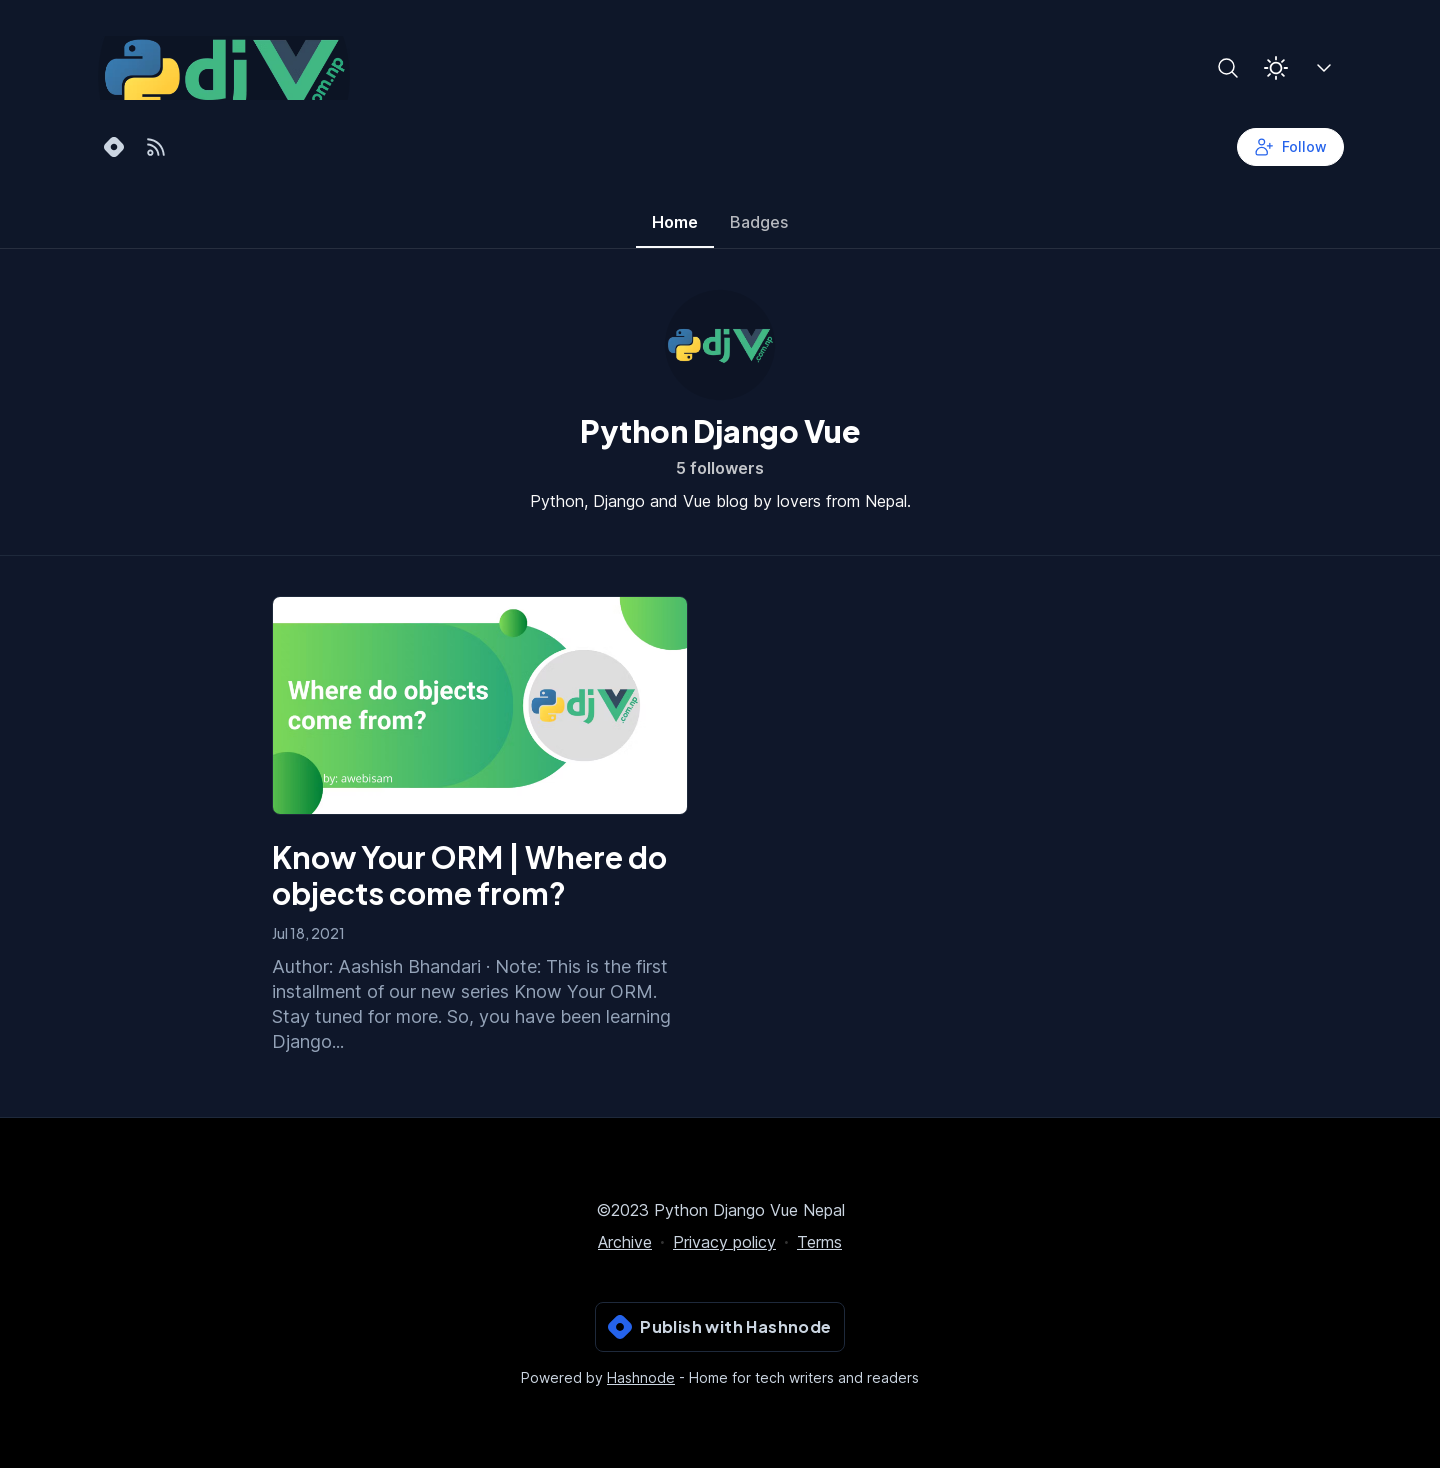 dj
om.np
Follow
Home
Badges
dj
.com.np
Python Django Vue
5 followers
Python, Django and Vue blog by lovers from Nepal.
Where do objects
come from?
dj
.com.np
by: awebisam
Know Your ORM | Where do
objects come from?
Jul 18, 2021
Author: Aashish Bhandari · Note: This is the first
installment of our new series Know Your ORM.
Stay tuned for more. So, you have been learning
Django...
©2023 Python Django Vue Nepal
Archive · Privacy policy · Terms
Publish with Hashnode
Powered by Hashnode - Home for tech writers and readers